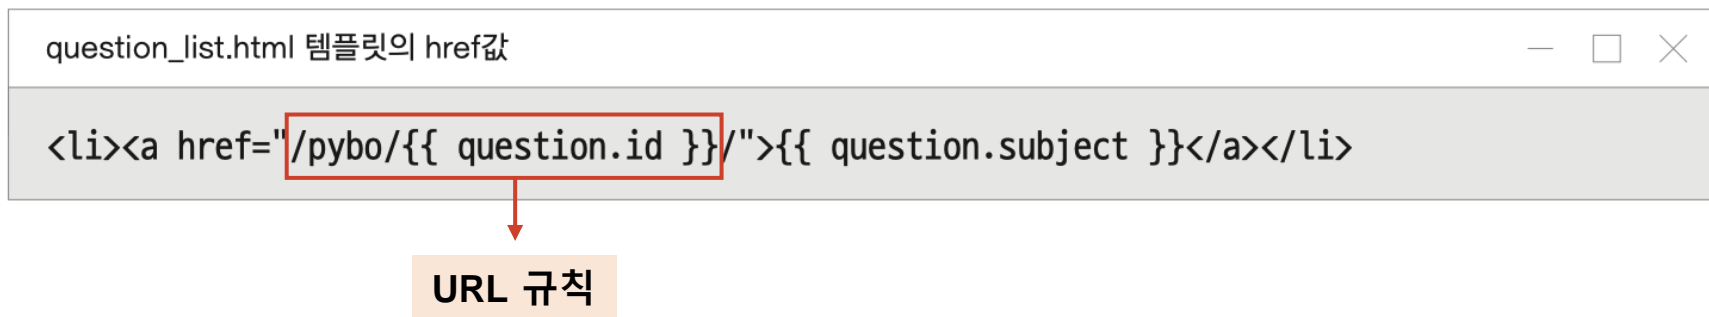 question_list.html 템플릿의 href값
<li><a href="/pybo/{{ question.id }}/">{{ question.subject }}</a></li>
URL 규칙